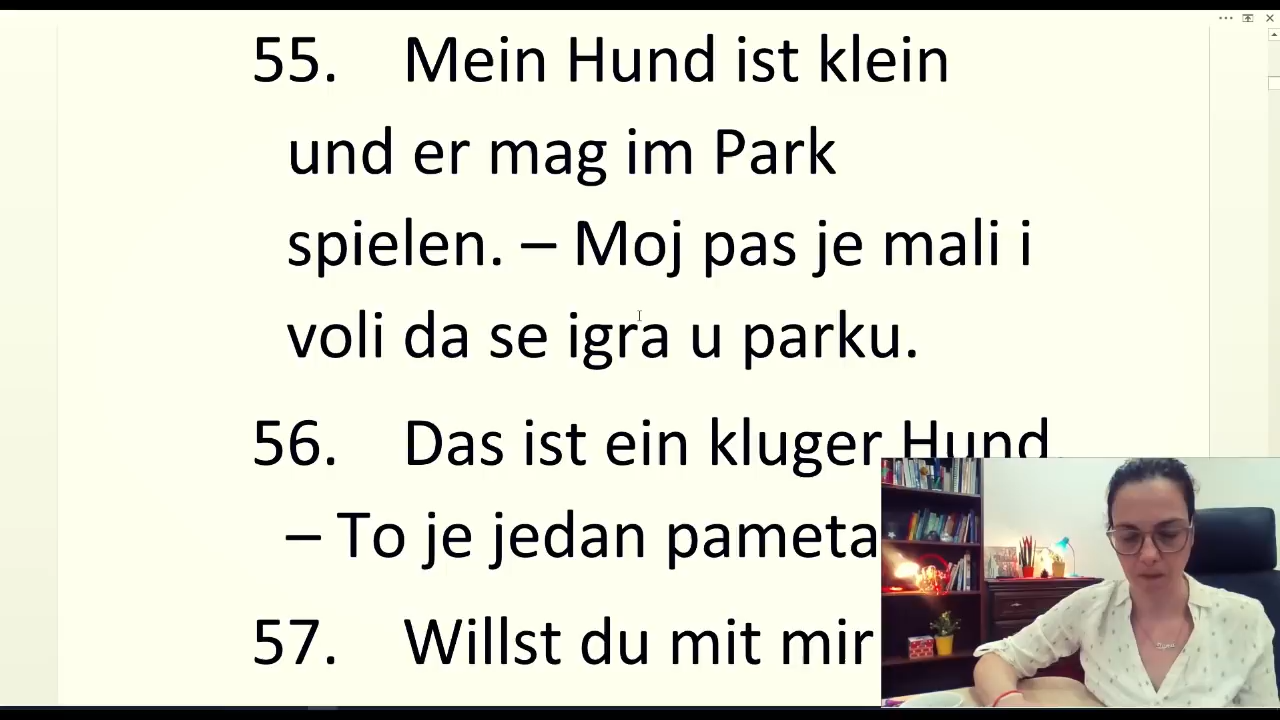 55. Mein Hund ist klein
und er mag im Park
spielen. – Moj pas je mali i
voli da se igra u parku.
56. Das ist ein kluger Hund.
– To je jedan
57. Willst du mit mir